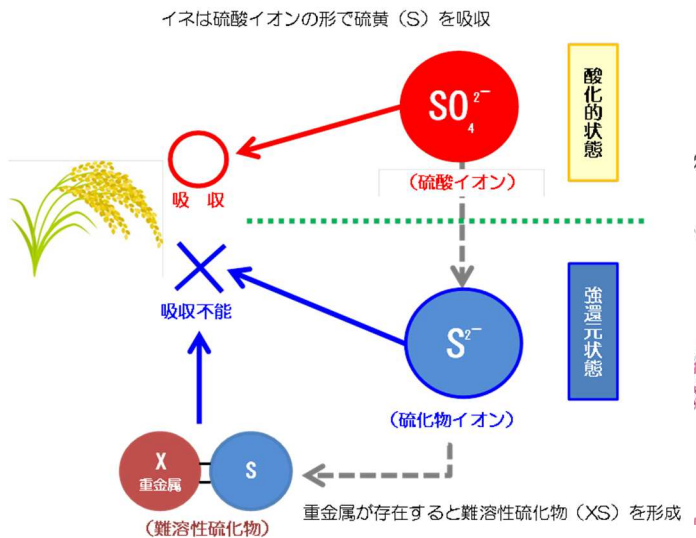 イネは硫酸イオンの形で硫黄（S）を吸収
SO₄²⁻
（硫酸イオン）
酸化的状態
吸　収
吸収不能
S²⁻
（硫化物イオン）
強還元状態
X
重金属
S
（難溶性硫化物）
重金属が存在すると難溶性硫化物（XS）を形成